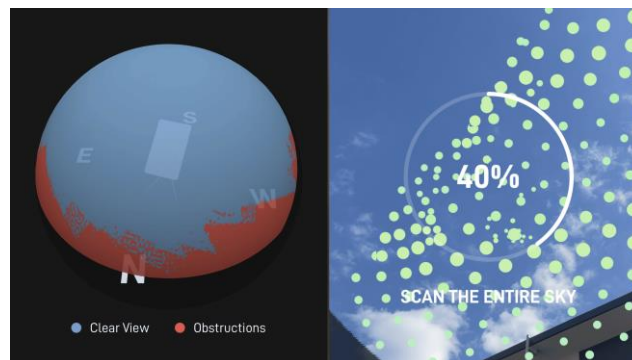 S
E
W
N
Clear View
Obstructions
40%
SCAN THE ENTIRE SKY